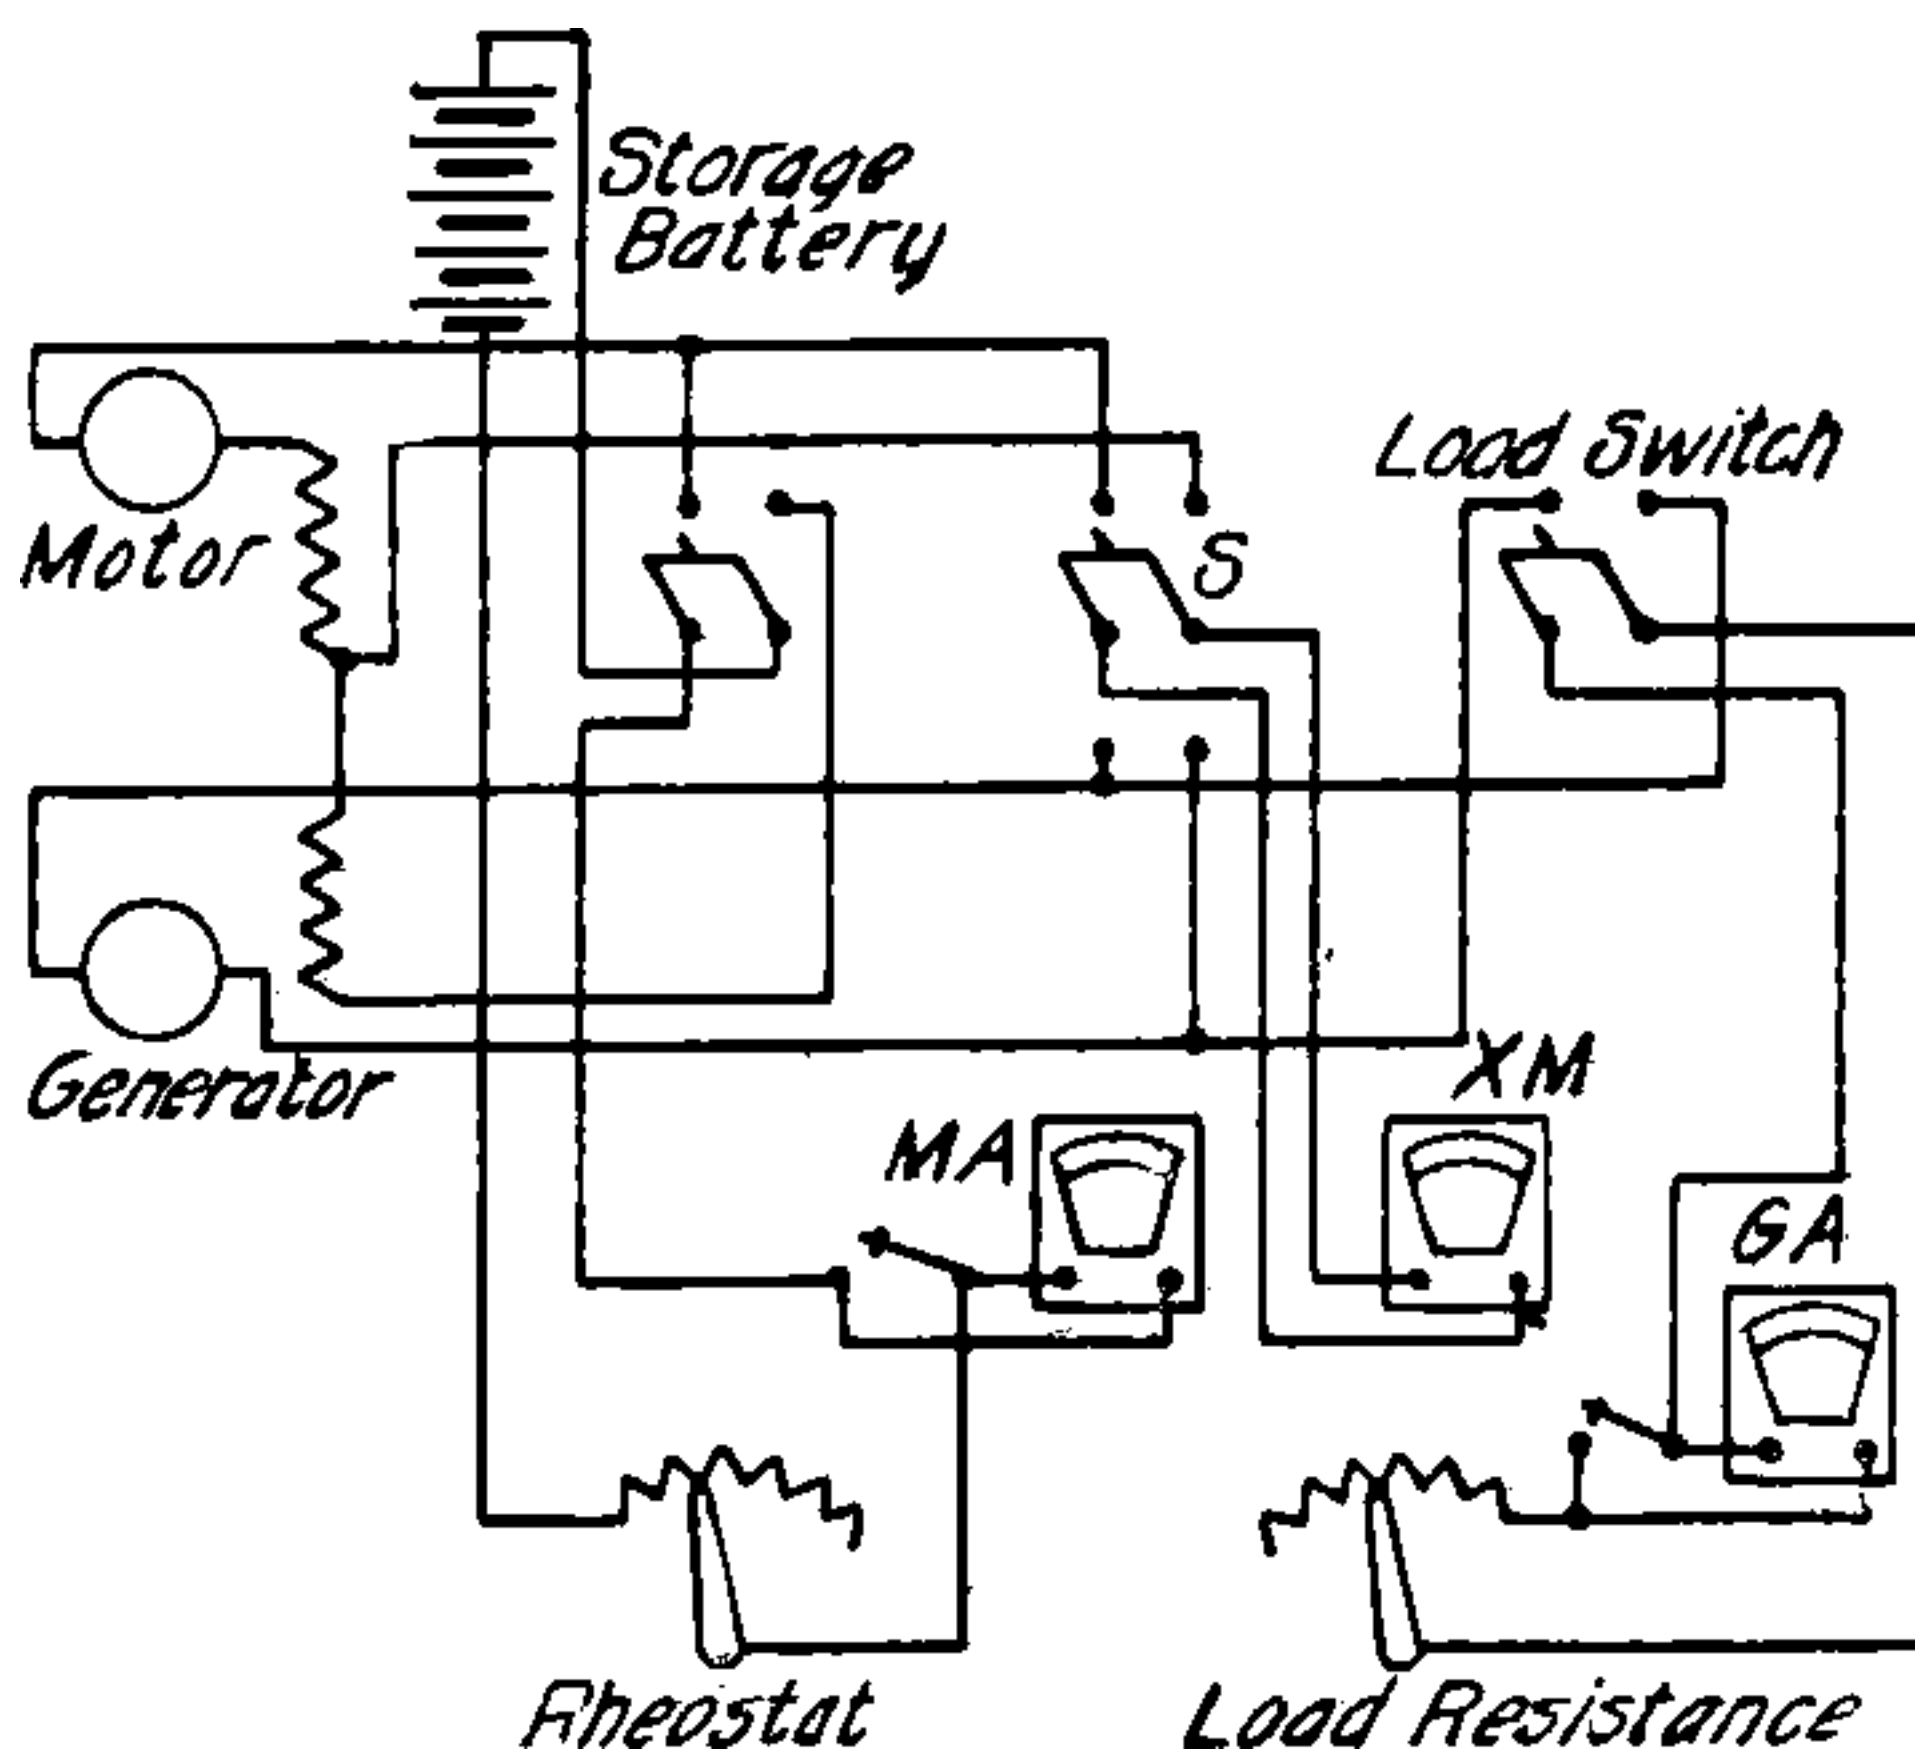 Storage
Battery
Motor
S
Load Switch
Generator
MA
XM
GA
Rheostat
Load Resistance